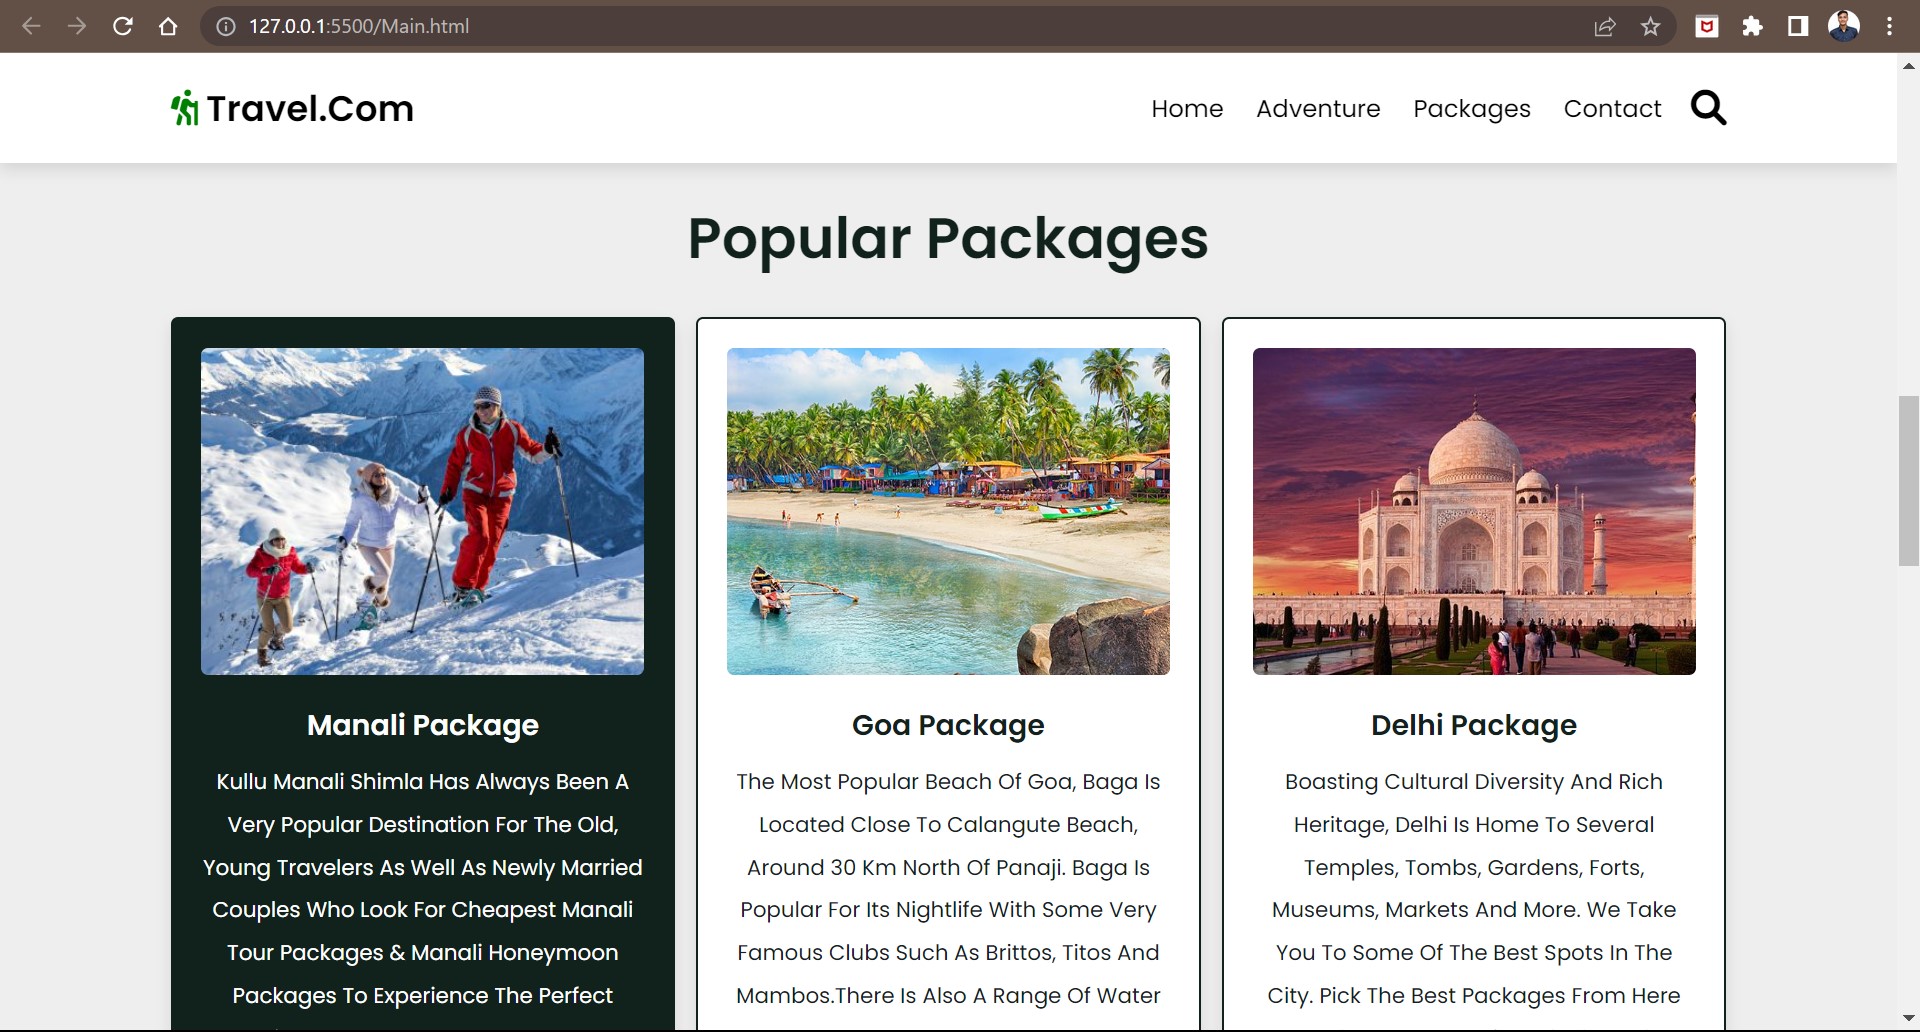 127.0.0.1:5500/Main.html
Travel.Com
Home Adventure Packages Contact
Popular Packages
Manali Package
Kullu Manali Shimla Has Always Been A
Very Popular Destination For The Old,
Young Travelers As Well As Newly Married
Couples Who Look For Cheapest Manali
Tour Packages & Manali Honeymoon
Packages To Experience The Perfect
Goa Package
The Most Popular Beach Of Goa, Baga Is
Located Close To Calangute Beach,
Around 30 Km North Of Panaji. Baga Is
Popular For Its Nightlife With Some Very
Famous Clubs Such As Brittos, Titos And
Mambos.There Is Also A Range Of Water
Delhi Package
Boasting Cultural Diversity And Rich
Heritage, Delhi Is Home To Several
Temples, Tombs, Gardens, Forts,
Museums, Markets And More. We Take
You To Some Of The Best Spots In The
City. Pick The Best Packages From Here